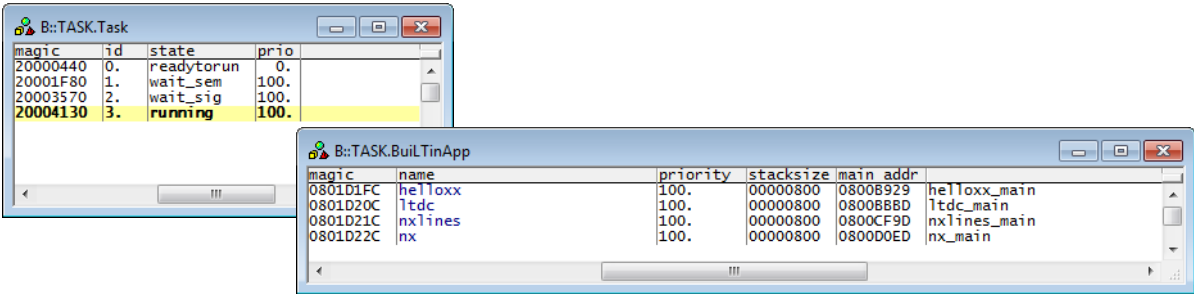 B::TASK.Task
magic id state prio
20000440 0. readytorun 0.
20001F80 1. wait_sem 100.
20003570 2. wait_sig 100.
20004130 3. running 100.
B::TASK.BuiLTinApp
magic name priority stacksize main addr
0801D1FC helloxx 100. 00000800 0800B929 helloxx_main
0801D20C ltdc 100. 00000800 0800BBBD ltdc_main
0801D21C nxlines 100. 00000800 0800CF9D nxlines_main
0801D22C nx 100. 00000800 0800D0ED nx_main